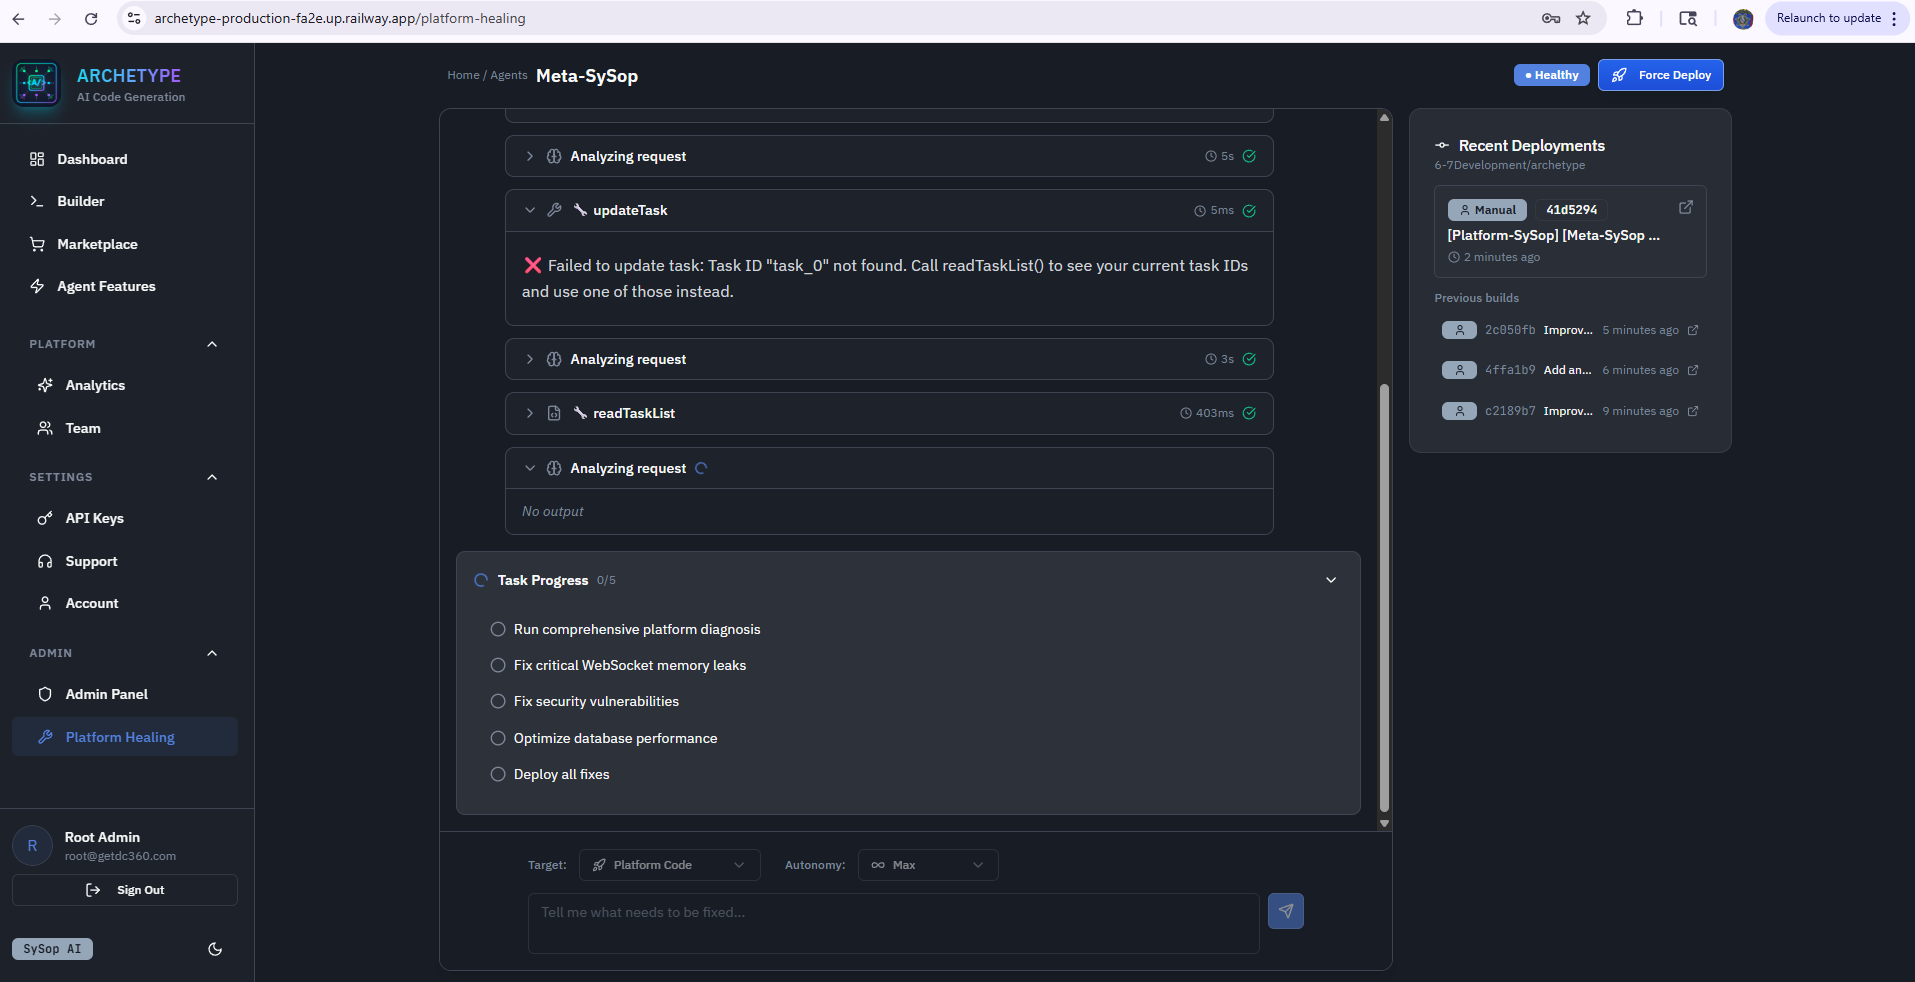 archetype-production-fa2e.up.railway.app/platform-healing
Relaunch to update
ARCHETYPE
AI Code Generation
Dashboard
Builder
Marketplace
Agent Features
PLATFORM
Analytics
Team
SETTINGS
API Keys
Support
Account
ADMIN
Admin Panel
Platform Healing
R
Root Admin
root@getdc360.com
Sign Out
SySop AI
Home / Agents Meta-SySop
Healthy
Force Deploy
Analyzing request 5s
updateTask 5ms
❌ Failed to update task: Task ID "task_0" not found. Call readTaskList() to see your current task IDs
and use one of those instead.
Analyzing request 3s
readTaskList 403ms
Analyzing request
No output
Task Progress 0/5
Run comprehensive platform diagnosis
Fix critical WebSocket memory leaks
Fix security vulnerabilities
Optimize database performance
Deploy all fixes
Target: Platform Code Autonomy: Max
Tell me what needs to be fixed...
Recent Deployments
6-7Development/archetype
Manual 41d5294
[Platform-SySop] [Meta-SySop ...
2 minutes ago
Previous builds
2c050fb Improv... 5 minutes ago
4ffa1b9 Add an... 6 minutes ago
c2189b7 Improv... 9 minutes ago